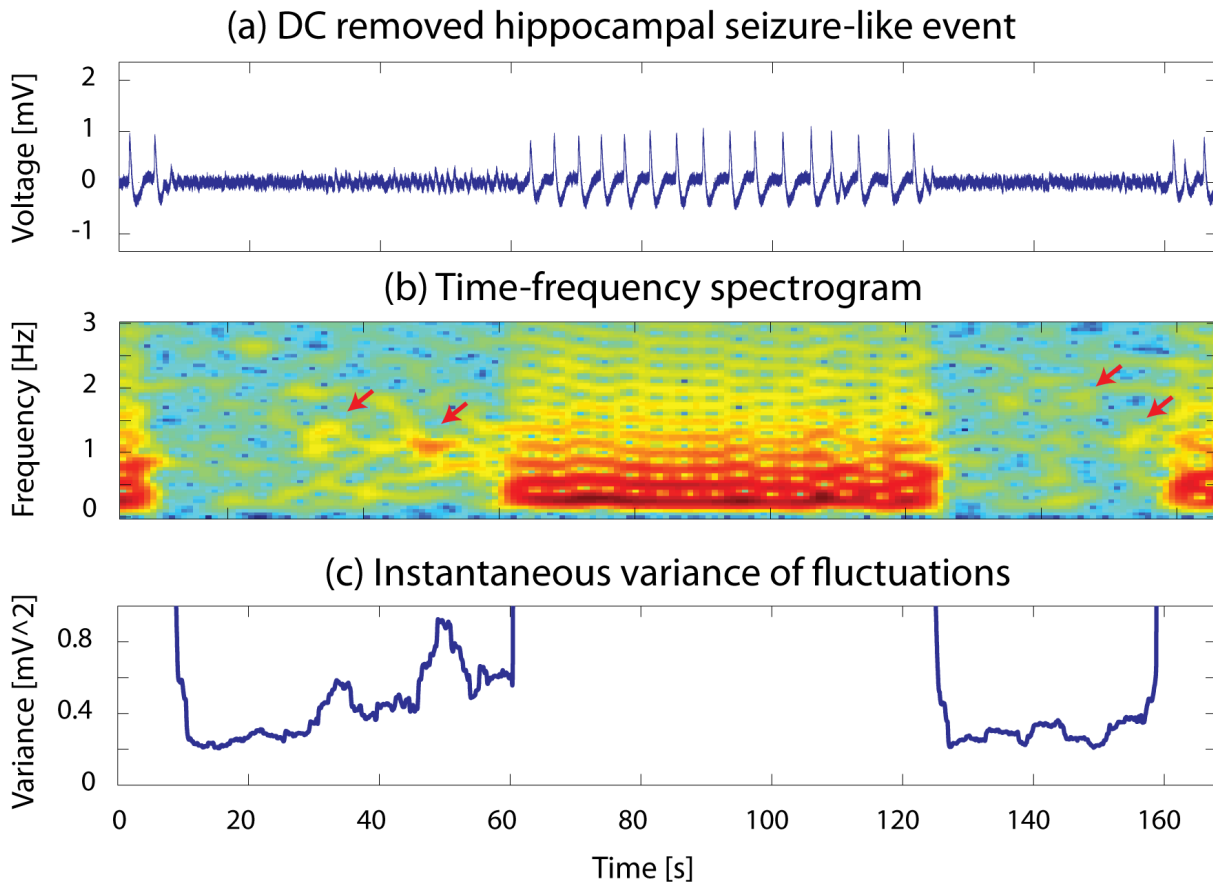 (a) DC removed hippocampal seizure-like event
Voltage [mV]
2
1
0
-1
(b) Time-frequency spectrogram
Frequency [Hz]
3
2
1
0
(c) Instantaneous variance of fluctuations
Variance [mV^2]
0.8
0.4
0
0 20 40 60 80 100 120 140 160
Time [s]